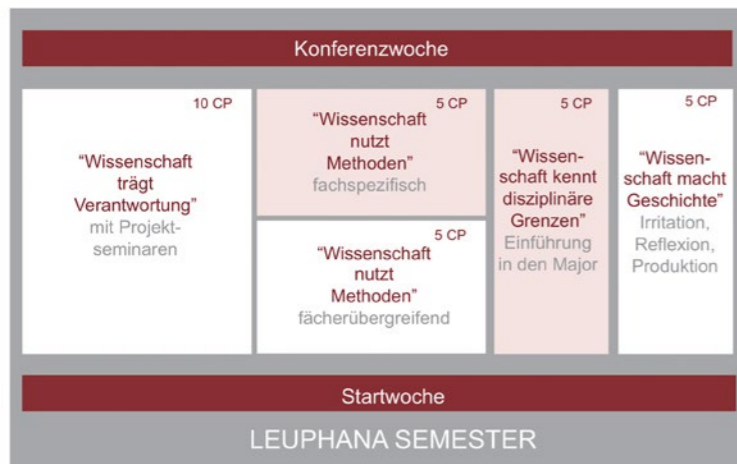 Konferenzwoche
10 CP
“Wissenschaft
trägt
Verantwortung”
mit Projekt-
seminaren
5 CP
“Wissenschaft
nutzt
Methoden”
fachspezifisch
5 CP
“Wissenschaft
nutzt
Methoden”
fächerübergreifend
5 CP
“Wissen-
schaft kennt
disziplinäre
Grenzen”
Einführung
in den Major
5 CP
“Wissen-
schaft macht
Geschichte”
Irritation,
Reflexion,
Produktion
Startwoche
LEUPHANA SEMESTER